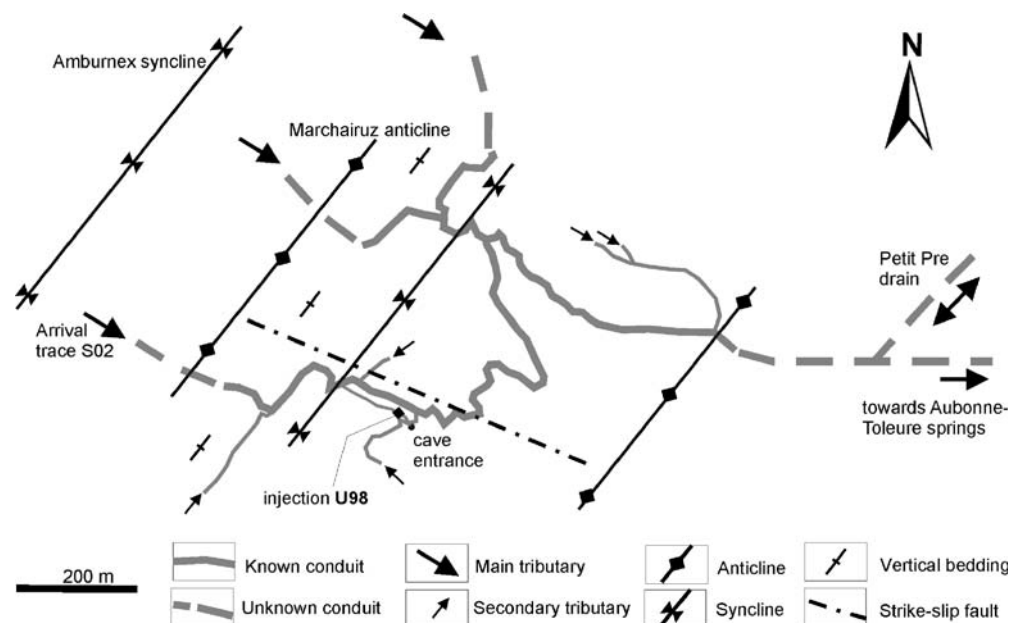 N
Amburnex syncline
Marchairuz anticline
Petit Pre
drain
Arrival
trace S02
towards Aubonne-
Toleure springs
cave
entrance
injection U98
200 m
Known conduit
Main tributary
Anticline
Vertical bedding
Unknown conduit
Secondary tributary
Syncline
Strike-slip fault